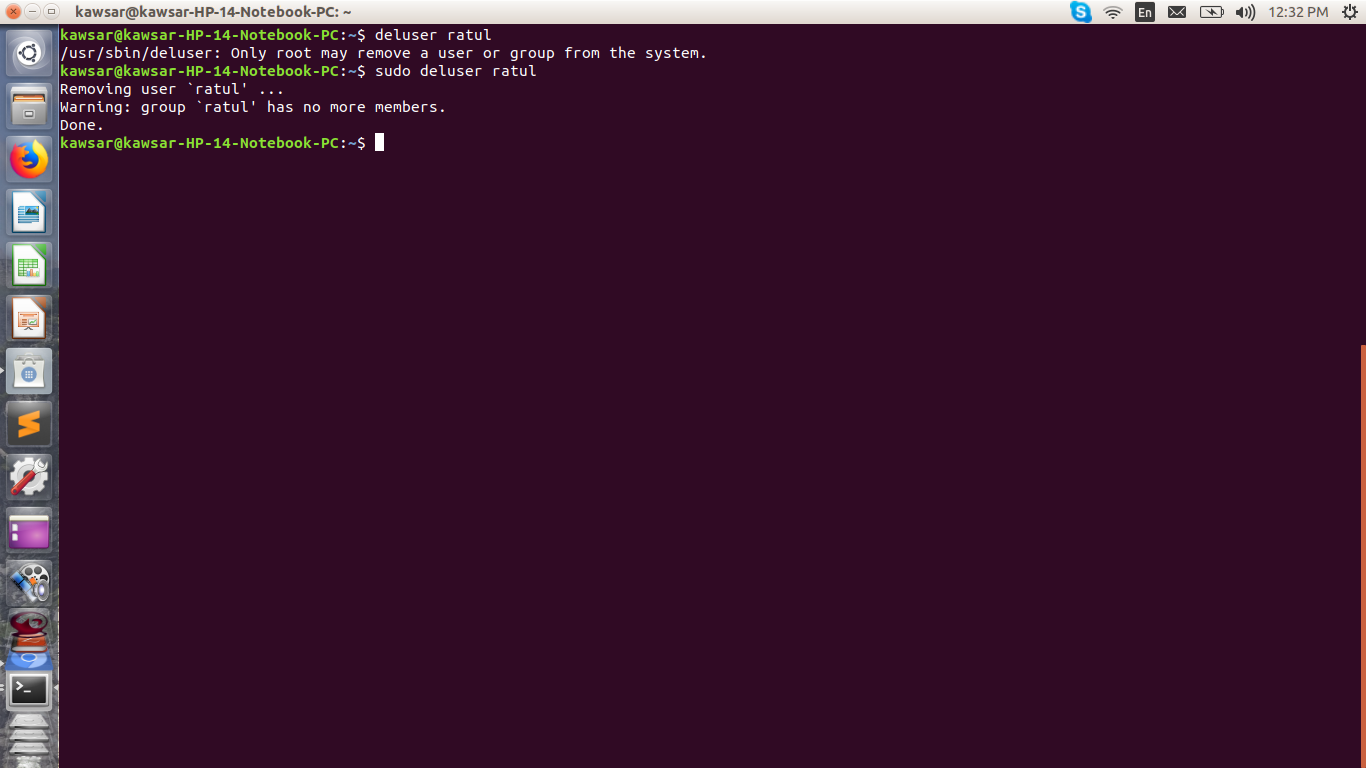 kawsar@kawsar-HP-14-Notebook-PC: ~
En
12:32 PM
kawsar@kawsar-HP-14-Notebook-PC:~$ deluser ratul
/usr/sbin/deluser: Only root may remove a user or group from the system.
kawsar@kawsar-HP-14-Notebook-PC:~$ sudo deluser ratul
Removing user `ratul' ...
Warning: group `ratul' has no more members.
Done.
kawsar@kawsar-HP-14-Notebook-PC:~$